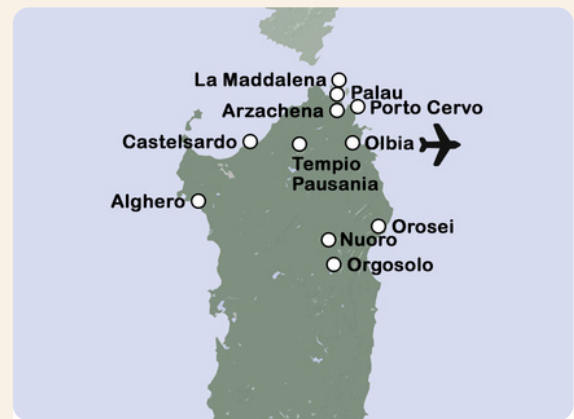 La Maddalena
Palau
Arzachena
Porto Cervo
Castelsardo
Olbia
Tempio
Pausania
Alghero
Orosei
Nuoro
Orgosolo